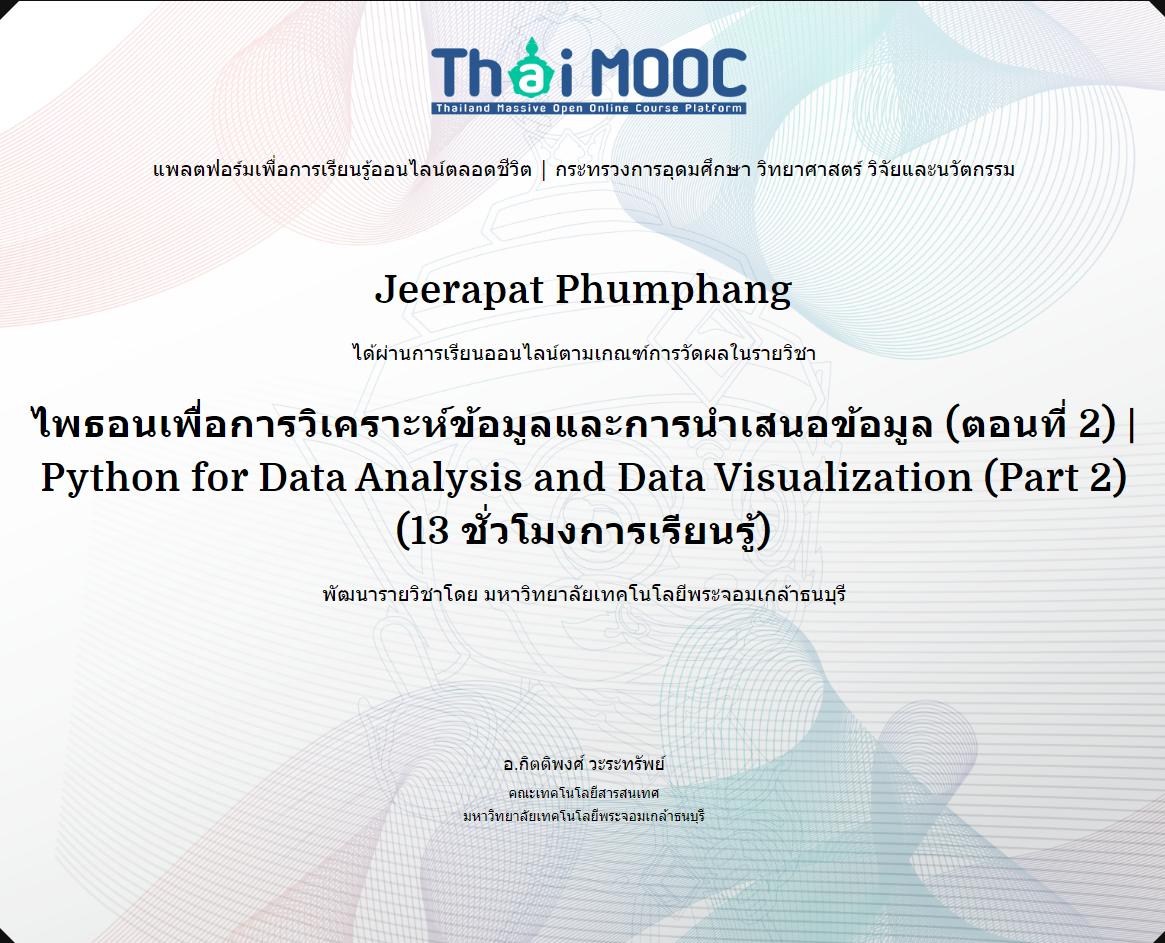 Thai MOOC
Thailand Massive Open Online Course Platform
แพลตฟอร์มเพื่อการเรียนรู้ออนไลน์ตลอดชีวิต | กระทรวงการอุดมศึกษา วิทยาศาสตร์ วิจัยและนวัตกรรม
Jeerapat Phumphang
ได้ผ่านการเรียนออนไลน์ตามเกณฑ์การวัดผลในรายวิชา
ไพธอนเพื่อการวิเคราะห์ข้อมูลและการนำเสนอข้อมูล (ตอนที่ 2) |
Python for Data Analysis and Data Visualization (Part 2)
(13 ชั่วโมงการเรียนรู้)
พัฒนารายวิชาโดย มหาวิทยาลัยเทคโนโลยีพระจอมเกล้าธนบุรี
อ.กิตติพงศ์ วะระทรัพย์
คณะเทคโนโลยีสารสนเทศ
มหาวิทยาลัยเทคโนโลยีพระจอมเกล้าธนบุรี